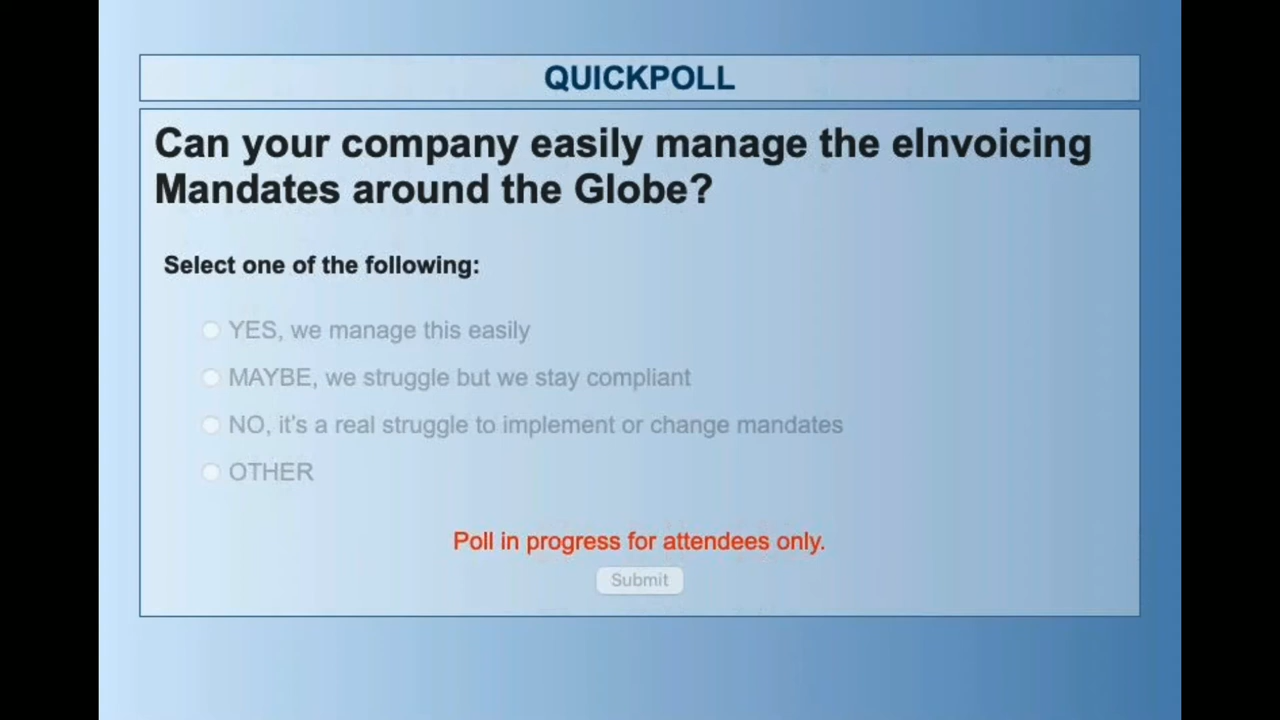 QUICKPOLL
Can your company easily manage the eInvoicing
Mandates around the Globe?
Select one of the following:
YES, we manage this easily
MAYBE, we struggle but we stay compliant
NO, it's a real struggle to implement or change mandates
OTHER
Poll in progress for attendees only.
Submit